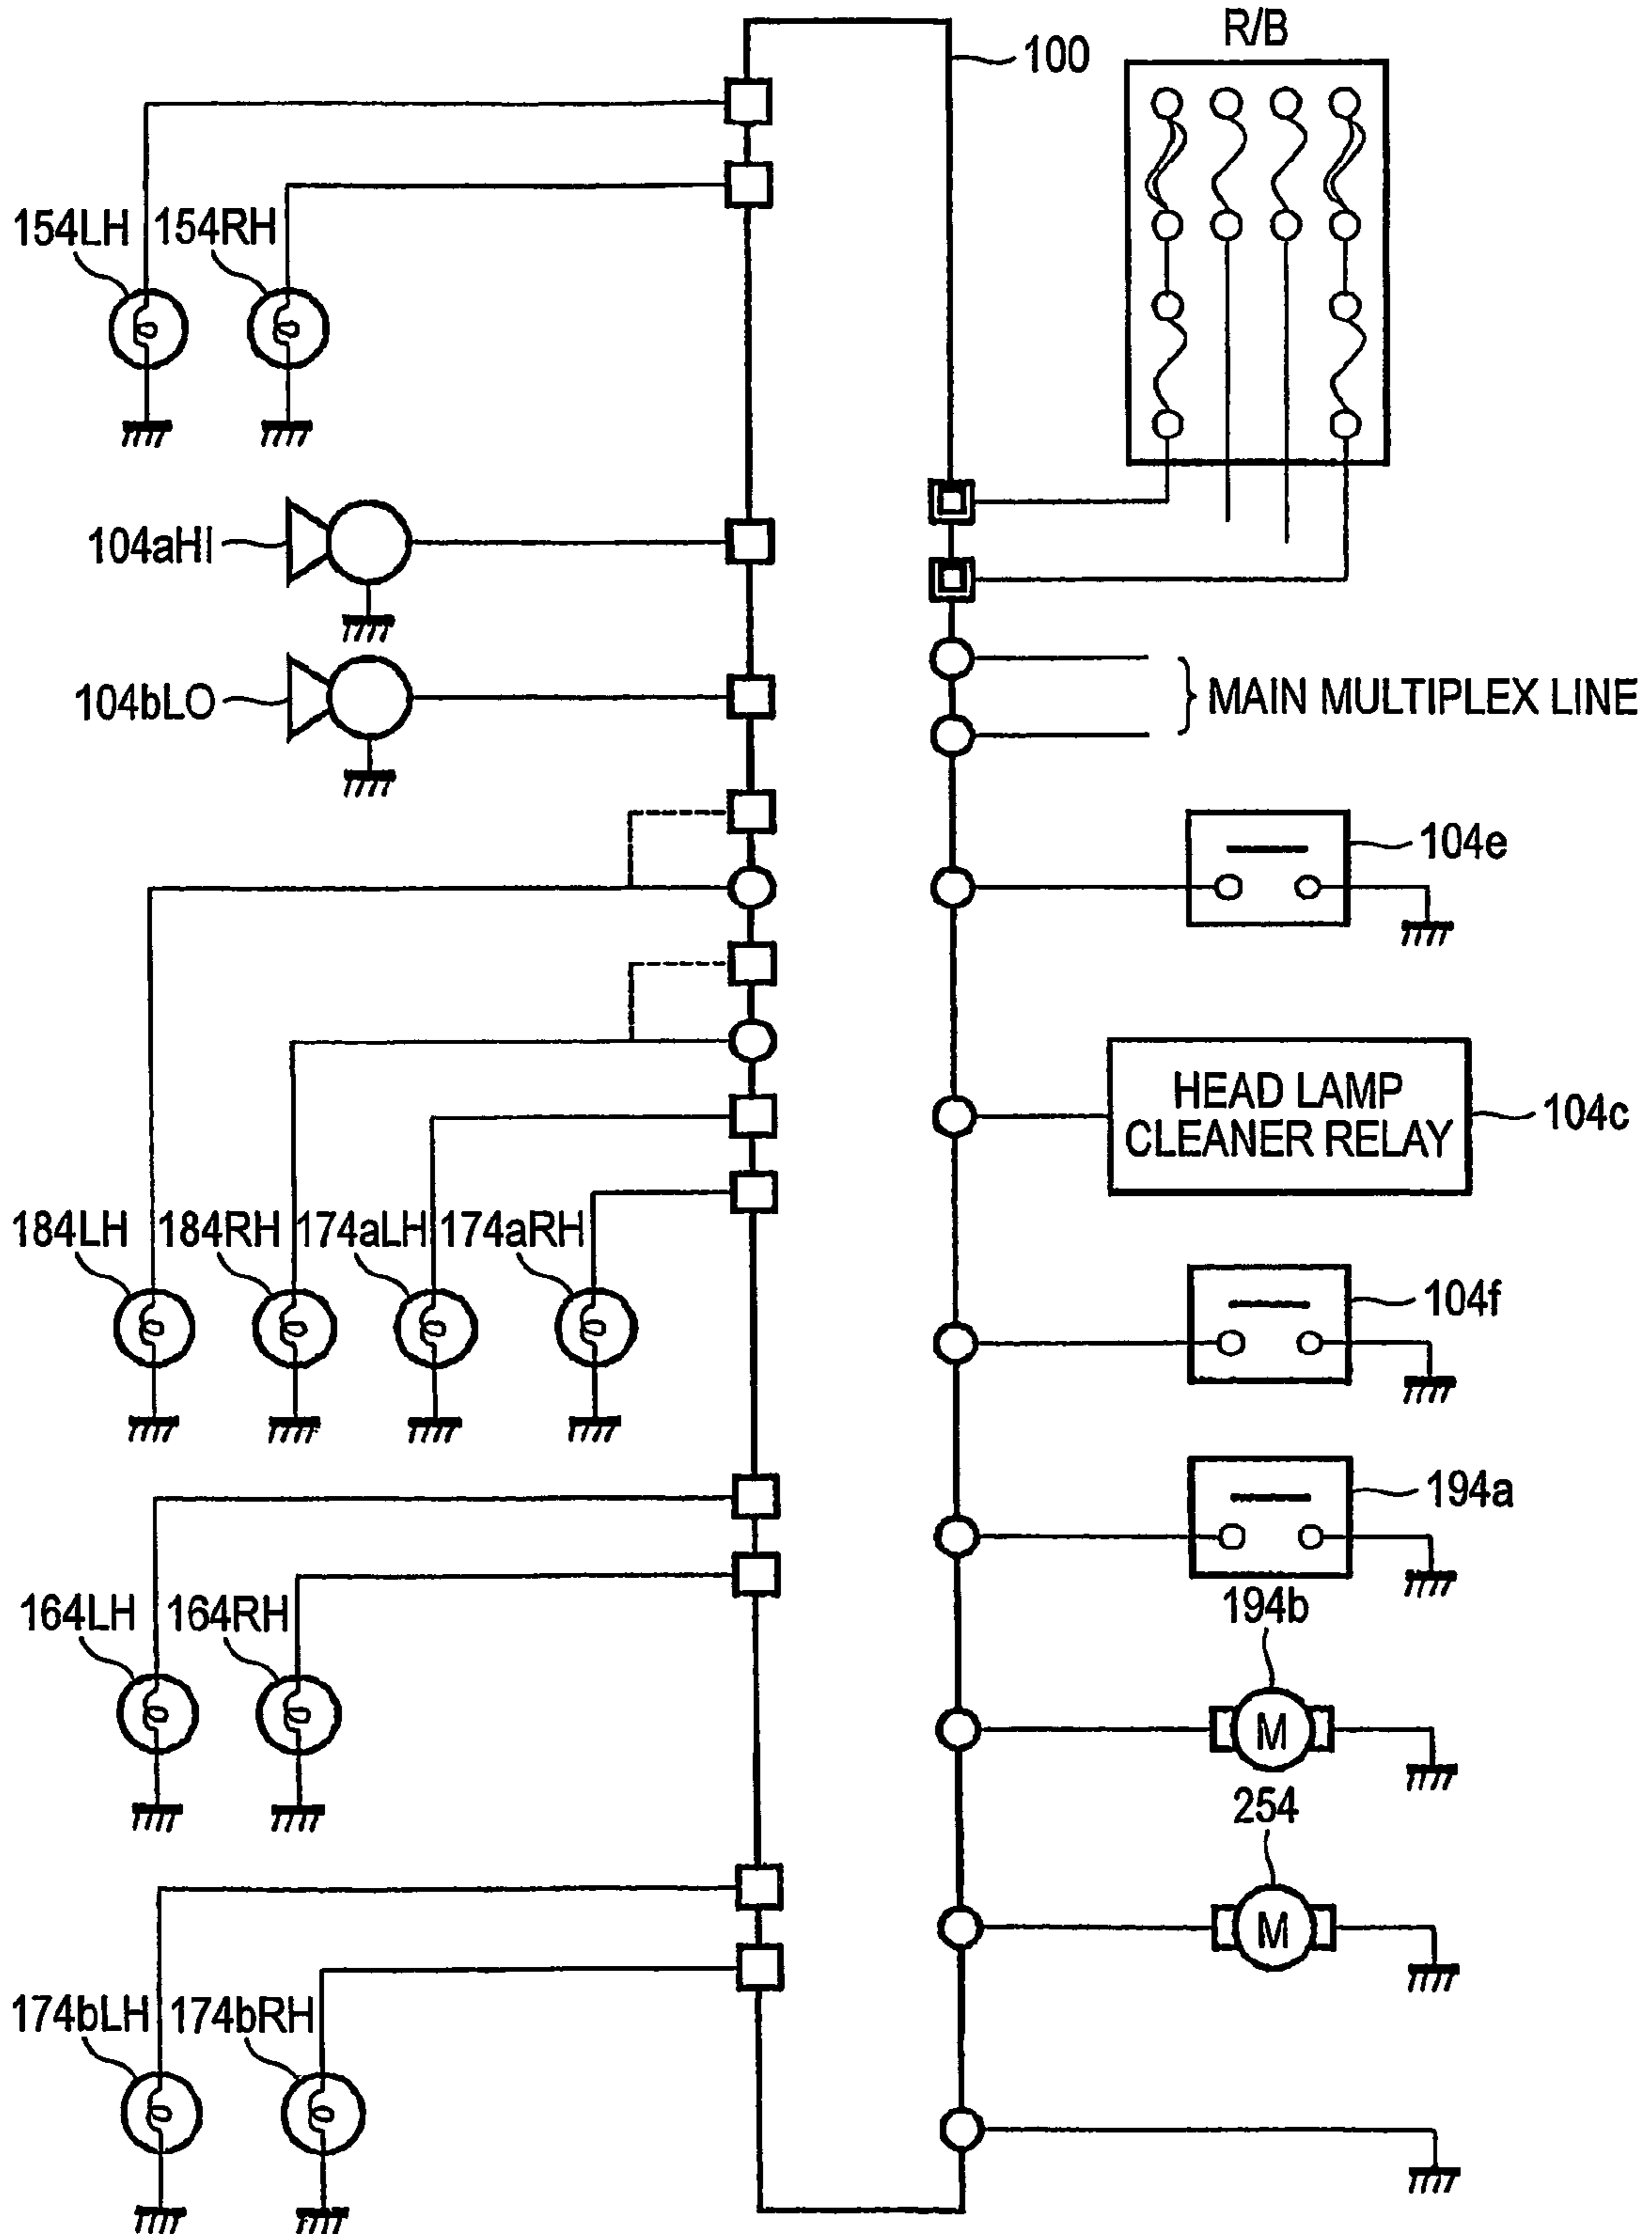 R/B
100
154LH 154RH
104aHI
104bLO
MAIN MULTIPLEX LINE
104e
HEAD LAMP
CLEANER RELAY
104c
184LH 184RH 174aLH 174aRH
104f
194a
164LH 164RH
194b
M
254
M
174bLH 174bRH